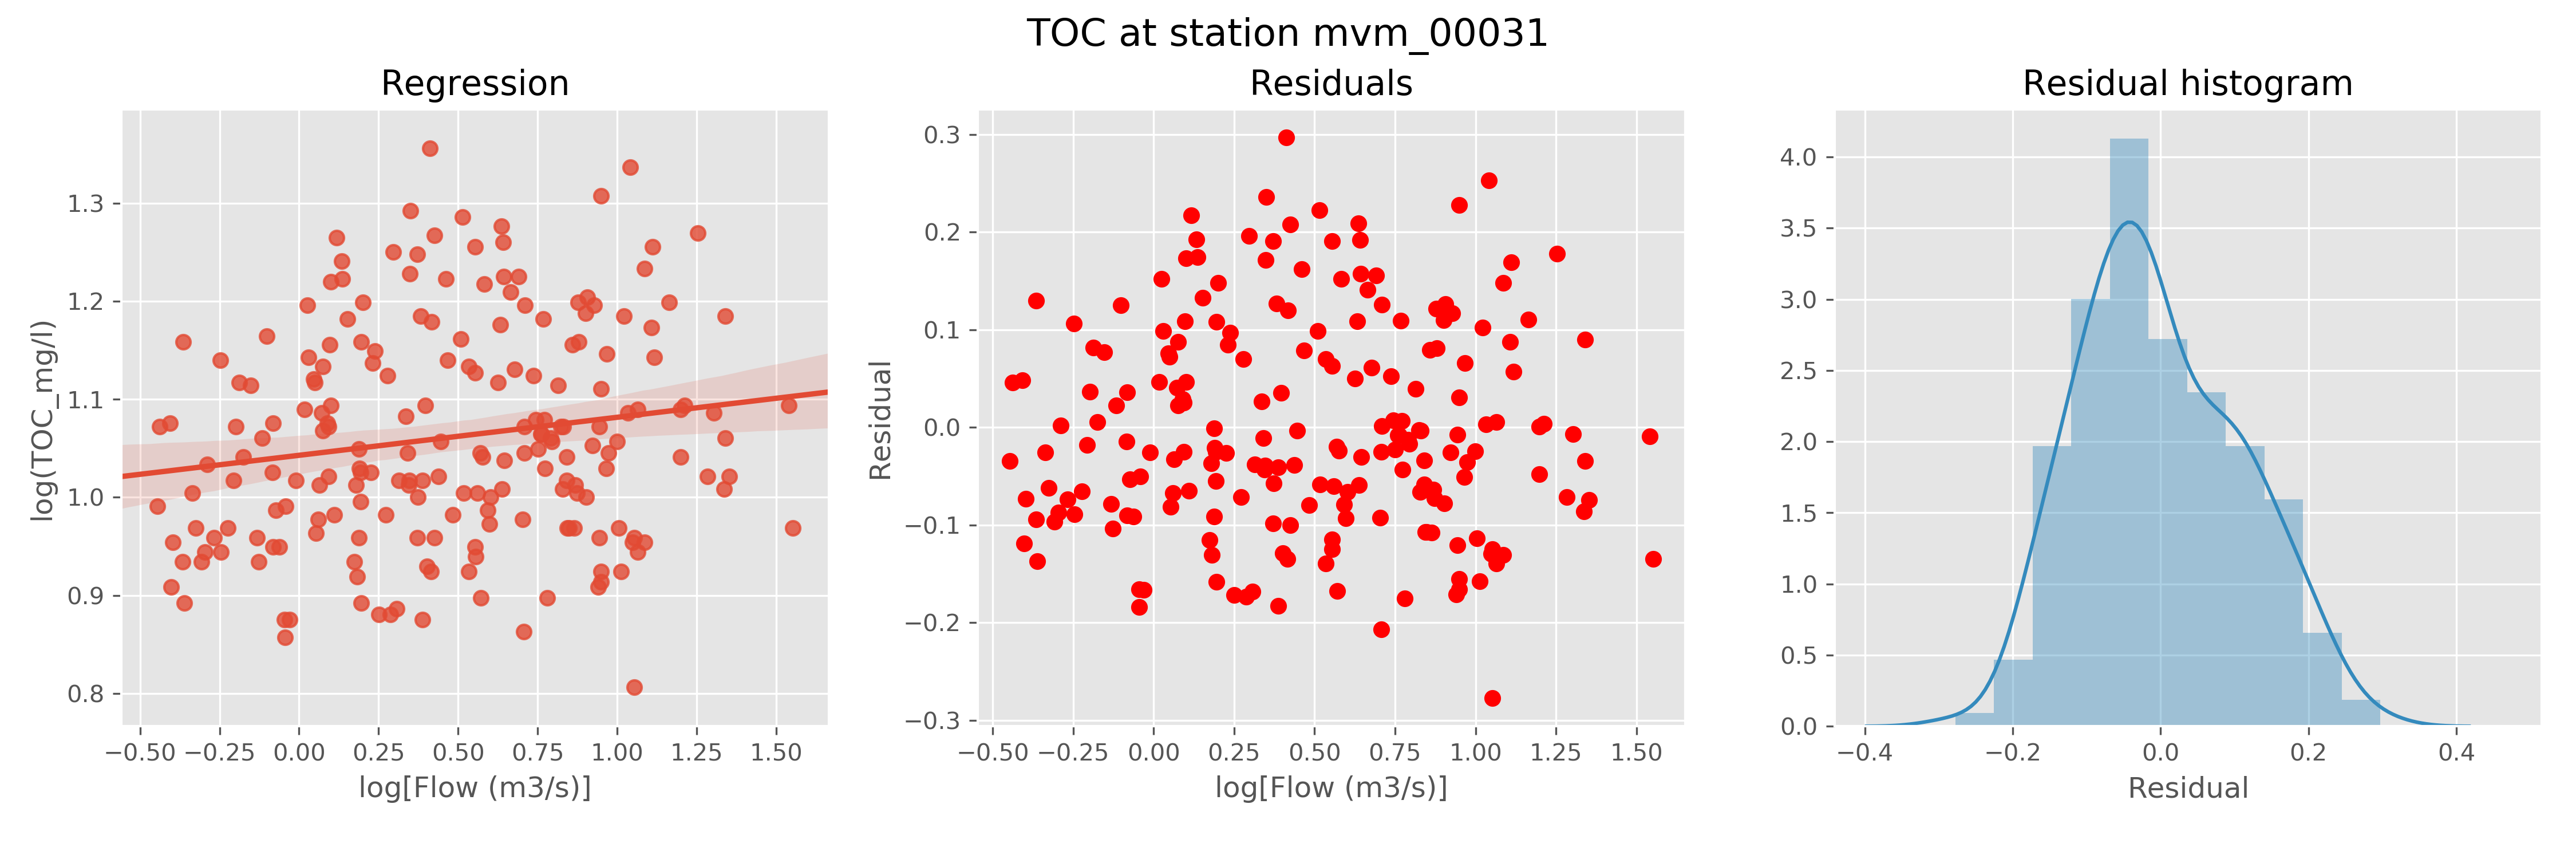 TOC at station mvm_00031
Regression
log(TOC_mg/l)
1.3
1.2
1.1
1.0
0.9
0.8
−0.50 −0.25 0.00 0.25 0.50 0.75 1.00 1.25 1.50
log[Flow (m3/s)]
Residuals
Residual
0.3
0.2
0.1
0.0
−0.1
−0.2
−0.3
−0.50 −0.25 0.00 0.25 0.50 0.75 1.00 1.25 1.50
log[Flow (m3/s)]
Residual histogram
4.0
3.5
3.0
2.5
2.0
1.5
1.0
0.5
0.0
−0.4 −0.2 0.0 0.2 0.4
Residual